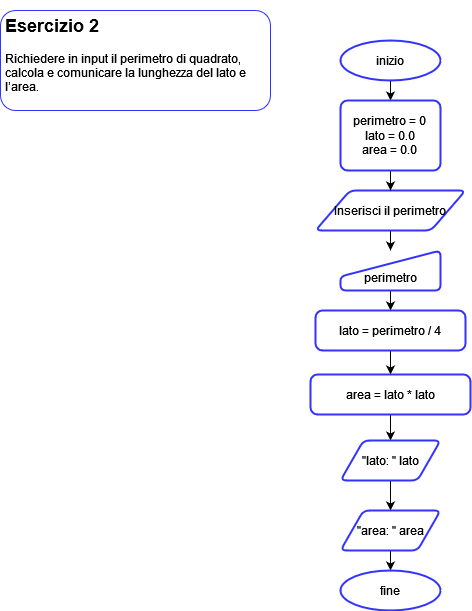 Esercizio 2
Richiedere in input il perimetro di quadrato,
calcola e comunicare la lunghezza del lato e
l'area.
inizio
perimetro = 0
lato = 0.0
area = 0.0
Inserisci il perimetro
perimetro
lato = perimetro / 4
area = lato * lato
"lato: " lato
"area: " area
fine